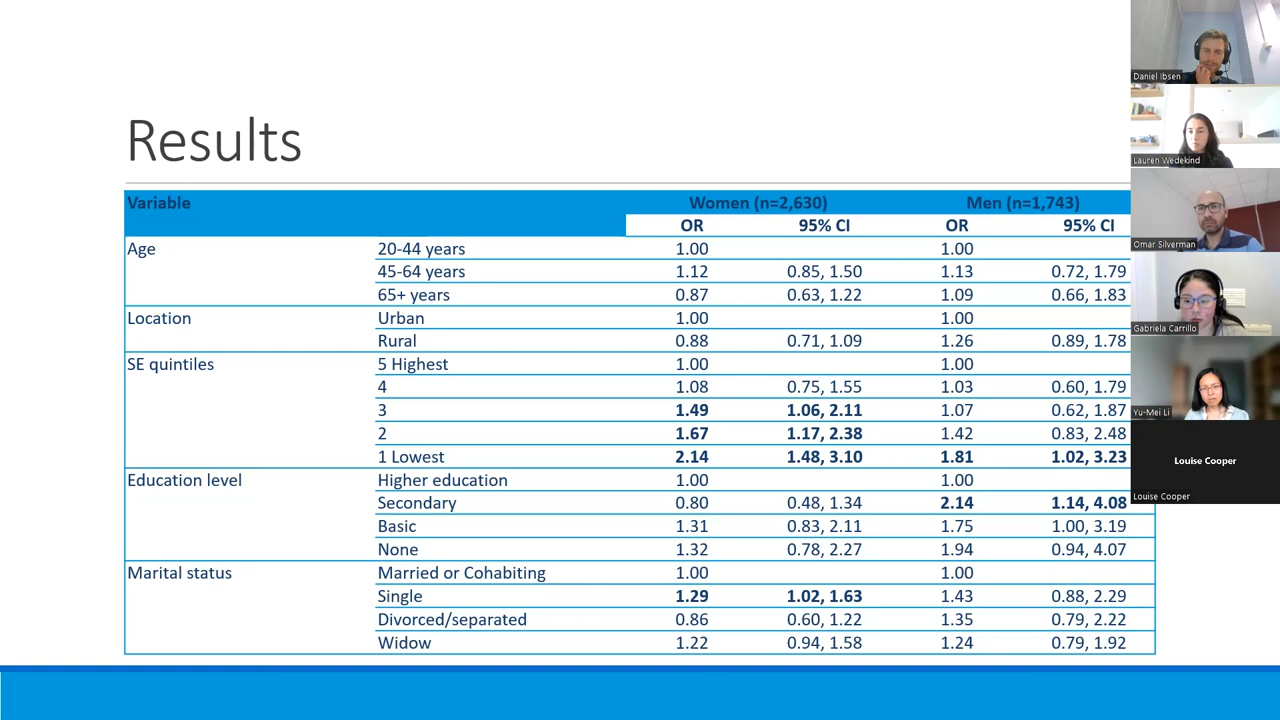 Results
Variable Women (n=2,630) Men (n=1,743)
OR 95% CI OR 95% CI
Age 20-44 years 1.00 1.00
45-64 years 1.12 0.85, 1.50 1.13 0.72, 1.79
65+ years 0.87 0.63, 1.22 1.09 0.66, 1.83
Location Urban 1.00 1.00
Rural 0.88 0.71, 1.09 1.26 0.89, 1.78
SE quintiles 5 Highest 1.00 1.00
4 1.08 0.75, 1.55 1.03 0.60, 1.79
3 1.49 1.06, 2.11 1.07 0.62, 1.87
2 1.67 1.17, 2.38 1.42 0.83, 2.48
1 Lowest 2.14 1.48, 3.10 1.81 1.02, 3.23
Education level Higher education 1.00 1.00
Secondary 0.80 0.48, 1.34 2.14 1.14, 4.08
Basic 1.31 0.83, 2.11 1.75 1.00, 3.19
None 1.32 0.78, 2.27 1.94 0.94, 4.07
Marital status Married or Cohabiting 1.00 1.00
Single 1.29 1.02, 1.63 1.43 0.88, 2.29
Divorced/separated 0.86 0.60, 1.22 1.35 0.79, 2.22
Widow 1.22 0.94, 1.58 1.24 0.79, 1.92
Daniel Ibsen
Lauren Wedekind
Omar Silverman
Gabriela Carrillo
Yu-Mei Li
Louise Cooper
Louise Cooper